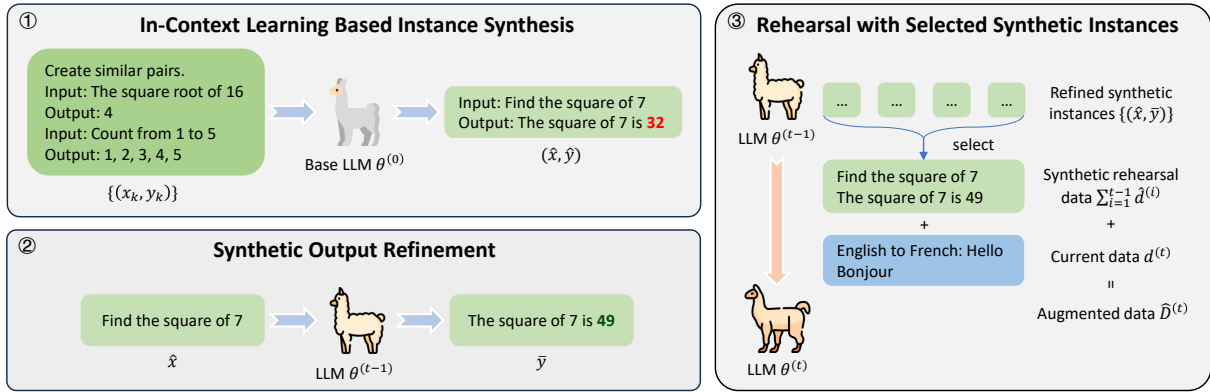 ①
In-Context Learning Based Instance Synthesis
Create similar pairs.
Input: The square root of 16
Output: 4
Input: Count from 1 to 5
Output: 1, 2, 3, 4, 5
{(xₖ, yₖ)}
Base LLM θ⁽⁰⁾
Input: Find the square of 7
Output: The square of 7 is 32
(x̂, ŷ)
②
Synthetic Output Refinement
Find the square of 7
x̂
LLM θ⁽ᵗ⁻¹⁾
The square of 7 is 49
ȳ
③
Rehearsal with Selected Synthetic Instances
LLM θ⁽ᵗ⁻¹⁾
... ... ... ...
Refined synthetic
instances {(x̂, ȳ)}
select
Find the square of 7
The square of 7 is 49
Synthetic rehearsal
data ∑ᵢ₌₁ᵗ⁻¹ d̂⁽ⁱ⁾
+ +
English to French: Hello
Bonjour
Current data d⁽ᵗ⁾
=
Augmented data D̂⁽ᵗ⁾
LLM θ⁽ᵗ⁾